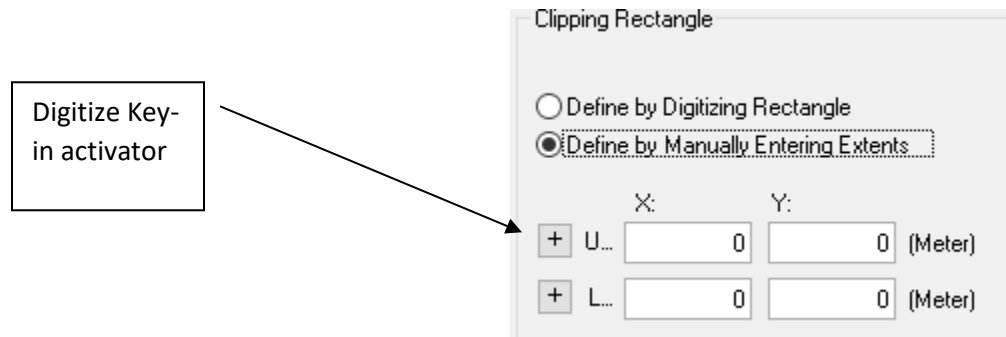 Clipping Rectangle
Digitize Key-
in activator
Define by Digitizing Rectangle
Define by Manually Entering Extents
X: Y:
+ U... 0 0 (Meter)
+ L... 0 0 (Meter)